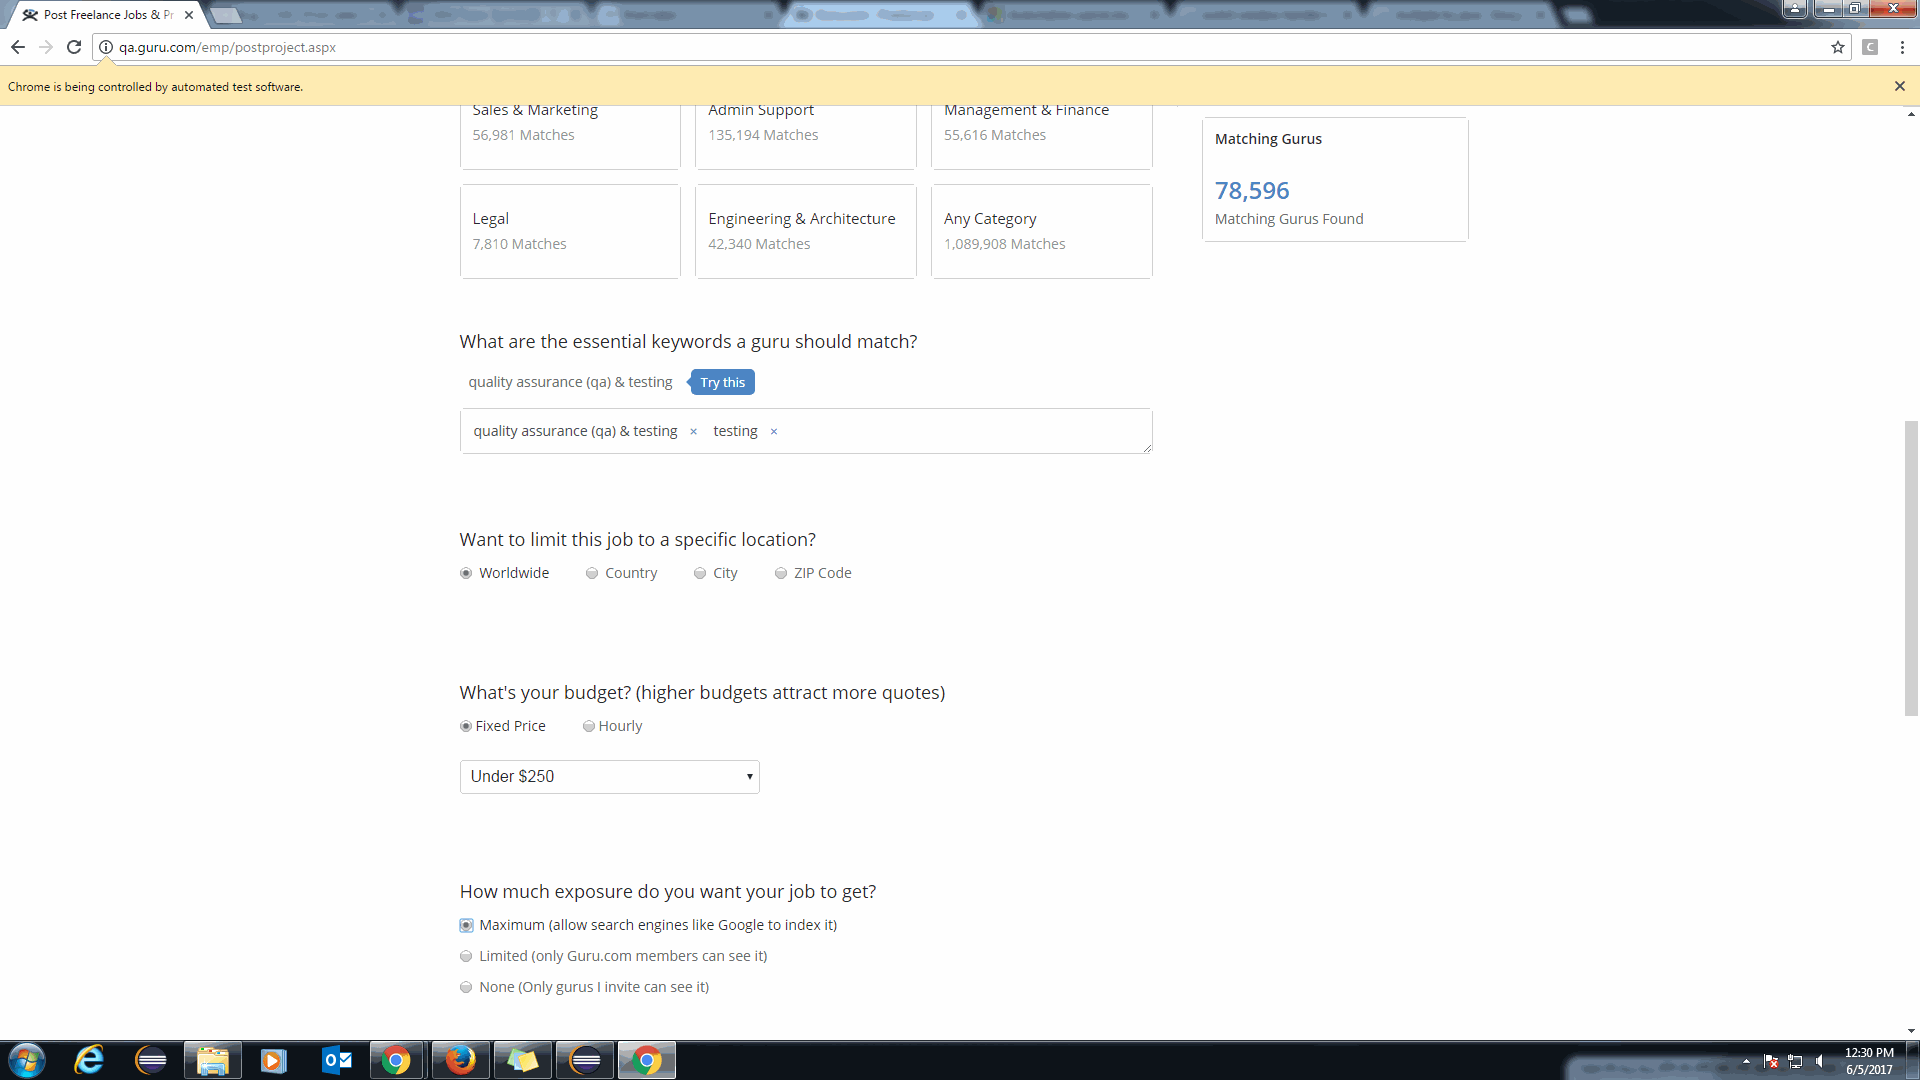 Post Freelance Jobs & Pr
qa.guru.com/emp/postproject.aspx
C
Chrome is being controlled by automated test software.
Sales & Marketing
56,981 Matches
Admin Support
135,194 Matches
Management & Finance
55,616 Matches
Matching Gurus
78,596
Matching Gurus Found
Legal
7,810 Matches
Engineering & Architecture
42,340 Matches
Any Category
1,089,908 Matches
What are the essential keywords a guru should match?
quality assurance (qa) & testing
Try this
quality assurance (qa) & testing × testing ×
Want to limit this job to a specific location?
Worldwide Country City ZIP Code
What's your budget? (higher budgets attract more quotes)
Fixed Price Hourly
Under $250
How much exposure do you want your job to get?
Maximum (allow search engines like Google to index it)
Limited (only Guru.com members can see it)
None (Only gurus I invite can see it)
12:30 PM
6/5/2017